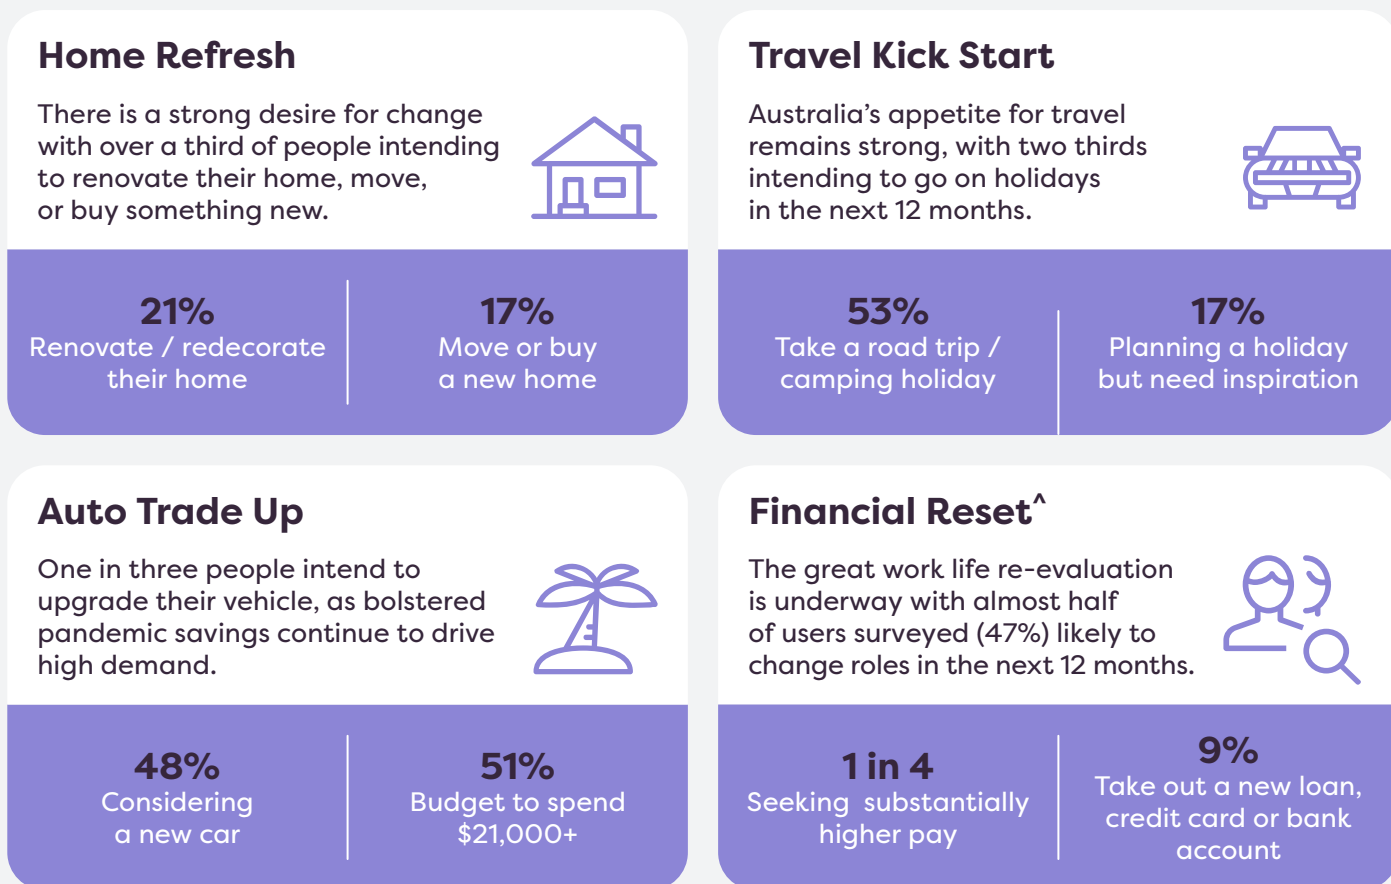 Home Refresh
There is a strong desire for change
with over a third of people intending
to renovate their home, move,
or buy something new.
21%
Renovate / redecorate
their home
17%
Move or buy
a new home
Travel Kick Start
Australia’s appetite for travel
remains strong, with two thirds
intending to go on holidays
in the next 12 months.
53%
Take a road trip /
camping holiday
17%
Planning a holiday
but need inspiration
Auto Trade Up
One in three people intend to
upgrade their vehicle, as bolstered
pandemic savings continue to drive
high demand.
48%
Considering
a new car
51%
Budget to spend
$21,000+
Financial Reset^
The great work life re-evaluation
is underway with almost half
of users surveyed (47%) likely to
change roles in the next 12 months.
1 in 4
Seeking substantially
higher pay
9%
Take out a new loan,
credit card or bank
account